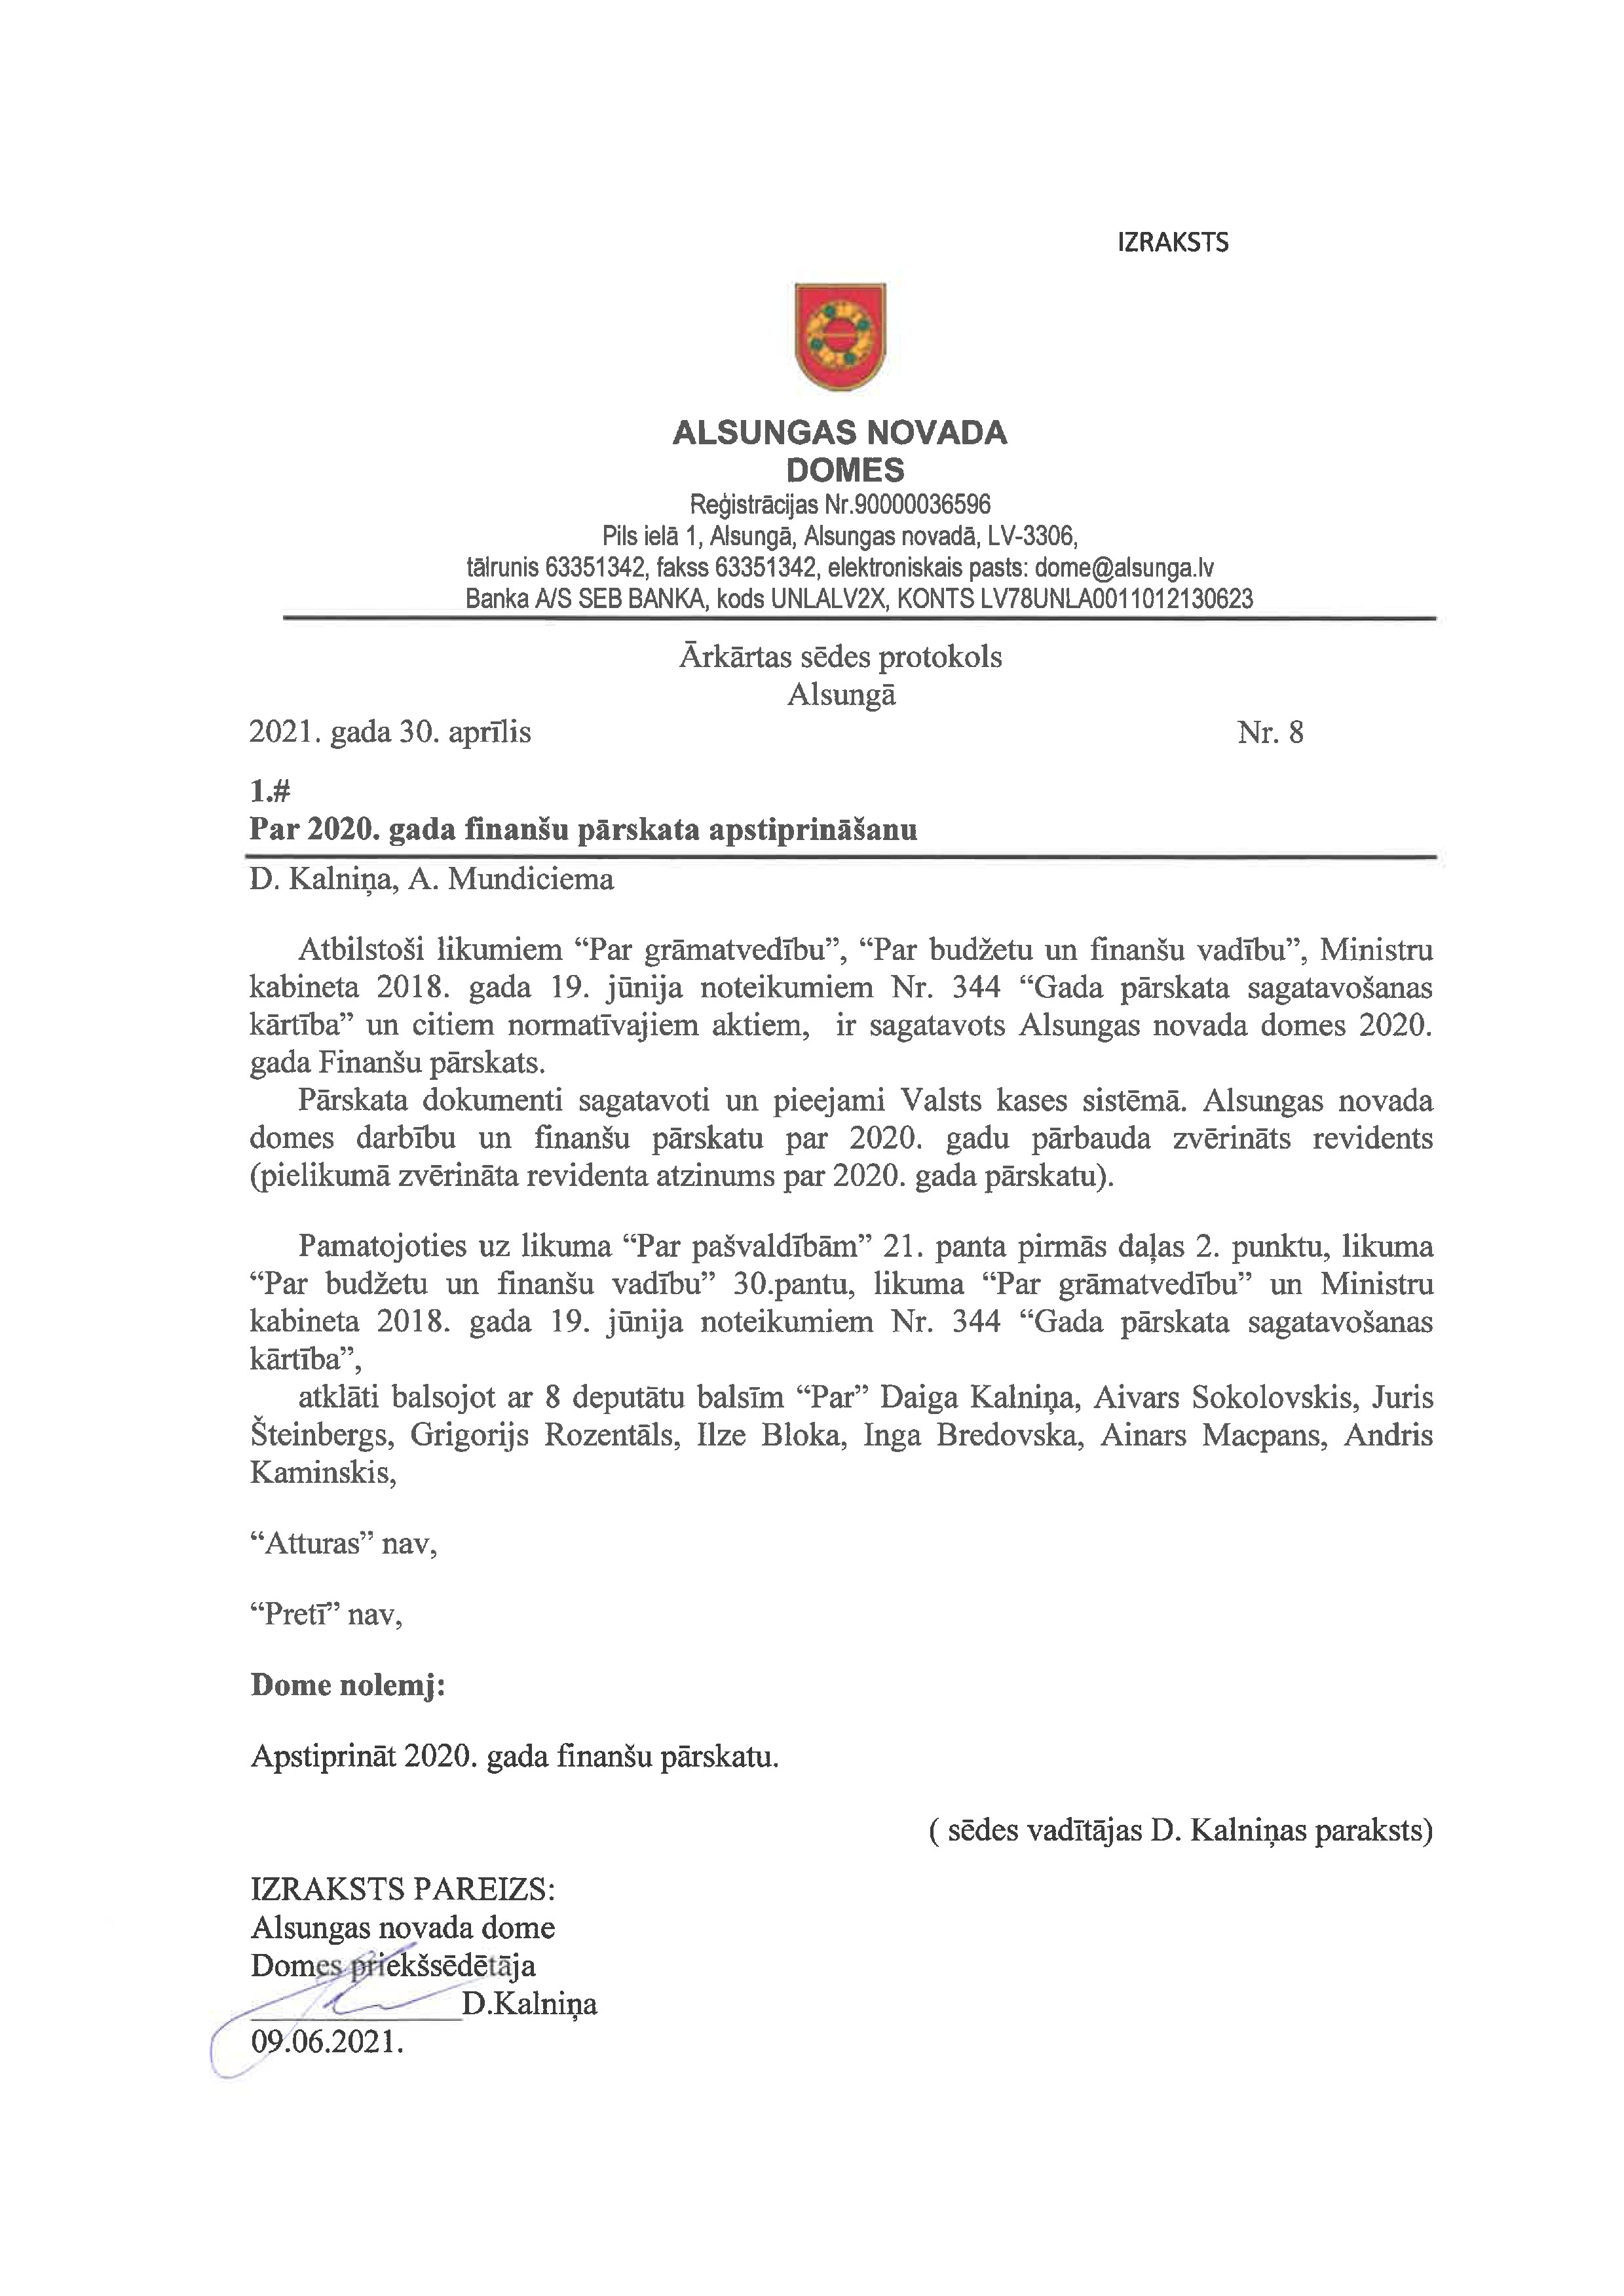 IZRAKSTS
ALSUNGAS NOVADA
DOMES
Reģistrācijas Nr.90000036596
Pils ielā 1, Alsungā, Alsungas novadā, LV-3306,
tālrunis 63351342, fakss 63351342, elektroniskais pasts: dome@alsunga.lv
Banka A/S SEB BANKA, kods UNLALV2X, KONTS LV78UNLA0011012130623
Ārkārtas sēdes protokols
Alsungā
2021. gada 30. aprīlis Nr. 8
1.#
Par 2020. gada finanšu pārskata apstiprināšanu
D. Kalniņa, A. Mundiciema
Atbilstoši likumiem “Par grāmatvedību”, “Par budžetu un finanšu vadību”, Ministru
kabineta 2018. gada 19. jūnija noteikumiem Nr. 344 “Gada pārskata sagatavošanas
kārtība” un citiem normatīvajiem aktiem, ir sagatavots Alsungas novada domes 2020.
gada Finanšu pārskats.
Pārskata dokumenti sagatavoti un pieejami Valsts kases sistēmā. Alsungas novada
domes darbību un finanšu pārskatu par 2020. gadu pārbauda zvērināts revidents
(pielikumā zvērināta revidenta atzinums par 2020. gada pārskatu).
Pamatojoties uz likuma “Par pašvaldībām” 21. panta pirmās daļas 2. punktu, likuma
“Par budžetu un finanšu vadību” 30.pantu, likuma “Par grāmatvedību” un Ministru
kabineta 2018. gada 19. jūnija noteikumiem Nr. 344 “Gada pārskata sagatavošanas
kārtība”,
atklāti balsojot ar 8 deputātu balsīm “Par” Daiga Kalniņa, Aivars Sokolovskis, Juris
Šteinbergs, Grigorijs Rozentāls, Ilze Bloka, Inga Bredovska, Ainars Macpans, Andris
Kaminskis,
“Atturas” nav,
“Pretī” nav,
Dome nolemj:
Apstiprināt 2020. gada finanšu pārskatu.
( sēdes vadītājas D. Kalniņas paraksts)
IZRAKSTS PAREIZS:
Alsungas novada dome
Domes priekšsēdētāja
D.Kalniņa
09.06.2021.